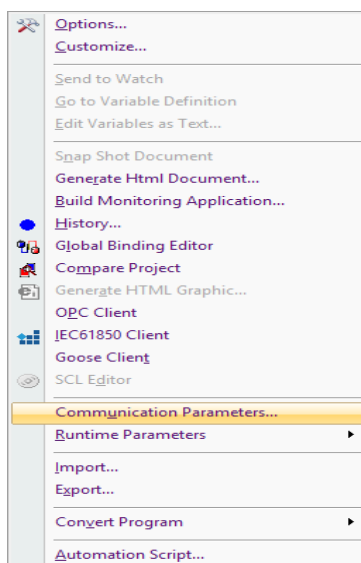 Options...
Customize...
Send to Watch
Go to Variable Definition
Edit Variables as Text...
Snap Shot Document
Generate Html Document...
Build Monitoring Application...
History...
Global Binding Editor
Compare Project
Generate HTML Graphic...
OPC Client
IEC61850 Client
Goose Client
SCL Editor
Communication Parameters...
Runtime Parameters
Import...
Export...
Convert Program
Automation Script...